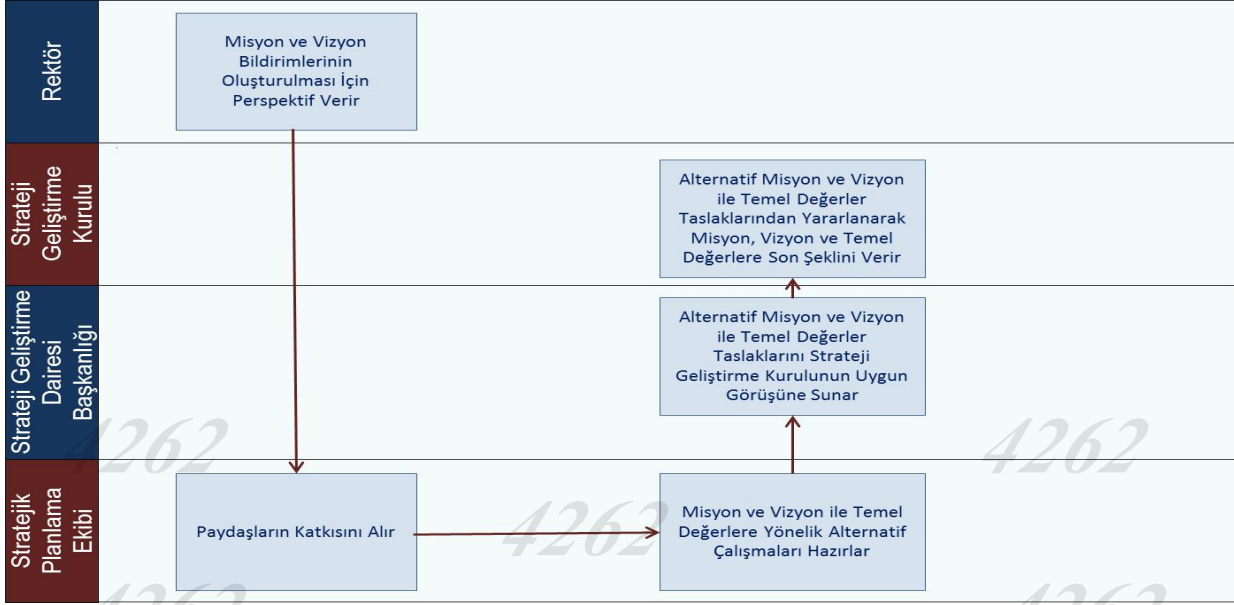 Rektör
Misyon ve Vizyon
Bildirimlerinin
Oluşturulması İçin
Perspektif Verir
Strateji
Geliştirme
Kurulu
Alternatif Misyon ve Vizyon
ile Temel Değerler
Taslaklarından Yararlanarak
Misyon, Vizyon ve Temel
Değerlere Son Şeklini Verir
Strateji Geliştirme
Dairesi
Başkanlığı
Alternatif Misyon ve Vizyon
ile Temel Değerler
Taslaklarını Strateji
Geliştirme Kurulunun Uygun
Görüşüne Sunar
4262
4262
Stratejik
Planlama
Ekibi
Paydaşların Katkısını Alır
4262
Misyon ve Vizyon ile Temel
Değerlere Yönelik Alternatif
Çalışmaları Hazırlar
4262
4262